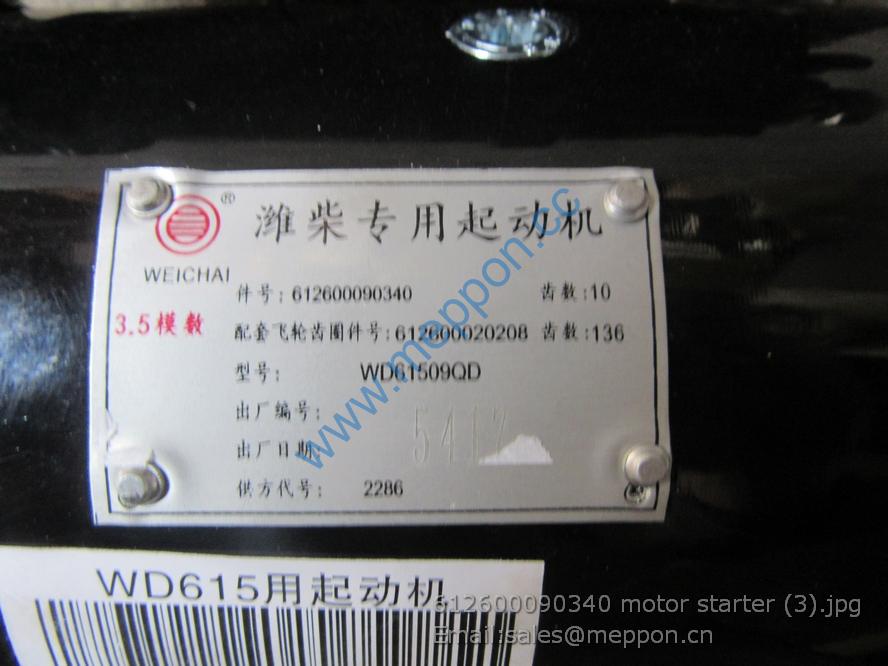 ®
潍柴专用起动机
WEICHAI
件号:612600090340 齿数:10
3.5模数
配套飞轮齿圈件号:612600020208 齿数:136
型号: WD61509QD
出厂编号:
出厂日期:
供方代号: 2286
www.meppon.cc
WD615用起动机
612600090340 motor starter (3).jpg
Email:sales@meppon.cn